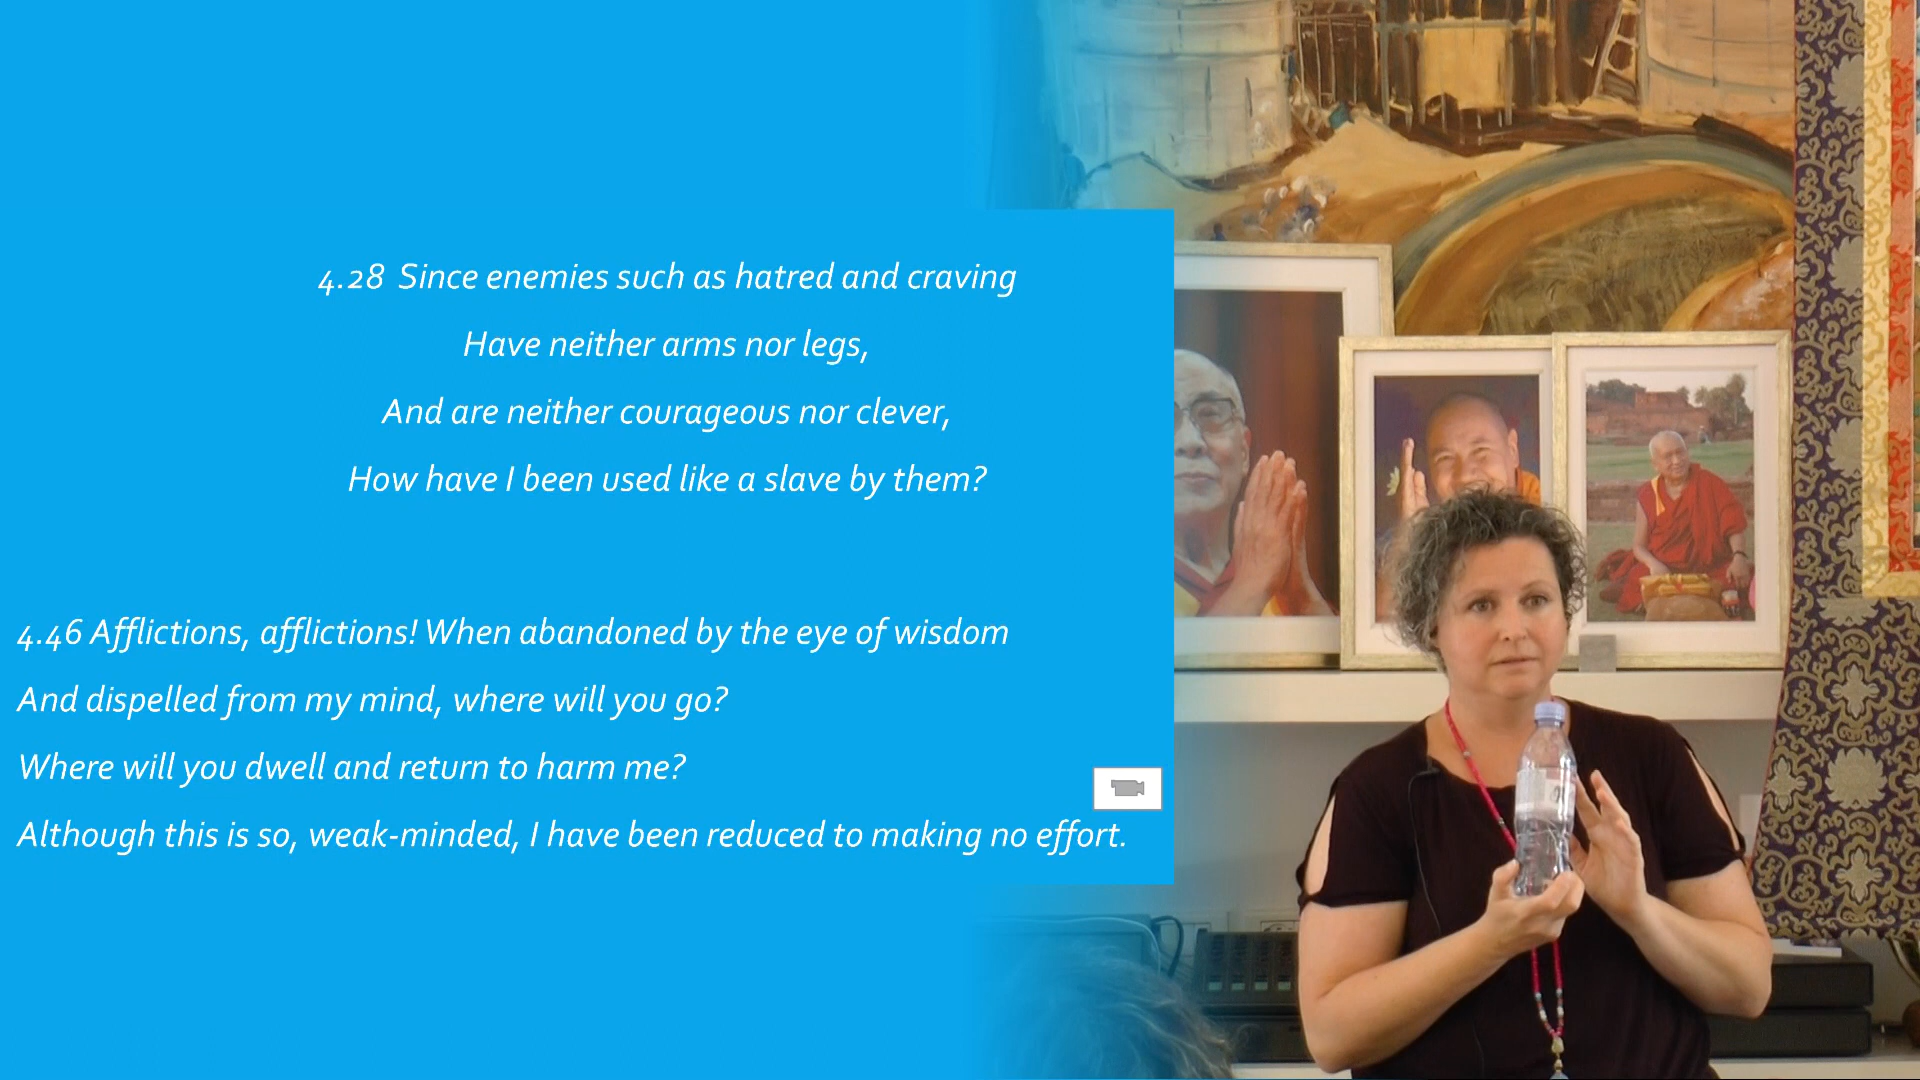 4.28 Since enemies such as hatred and craving
Have neither arms nor legs,
And are neither courageous nor clever,
How have I been used like a slave by them?
4.46 Afflictions, afflictions! When abandoned by the eye of wisdom
And dispelled from my mind, where will you go?
Where will you dwell and return to harm me?
Although this is so, weak-minded, I have been reduced to making no effort.